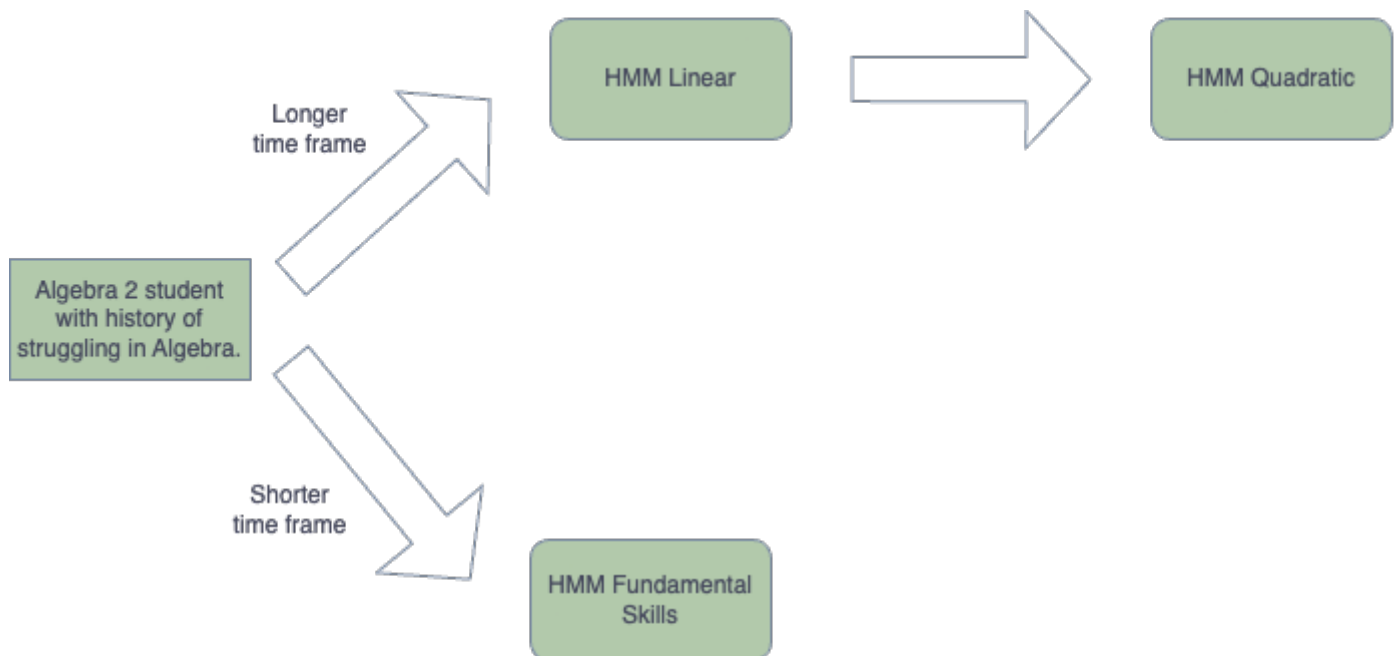 HMM Linear
HMM Quadratic
Longer
time frame
Algebra 2 student
with history of
struggling in Algebra.
Shorter
time frame
HMM Fundamental
Skills